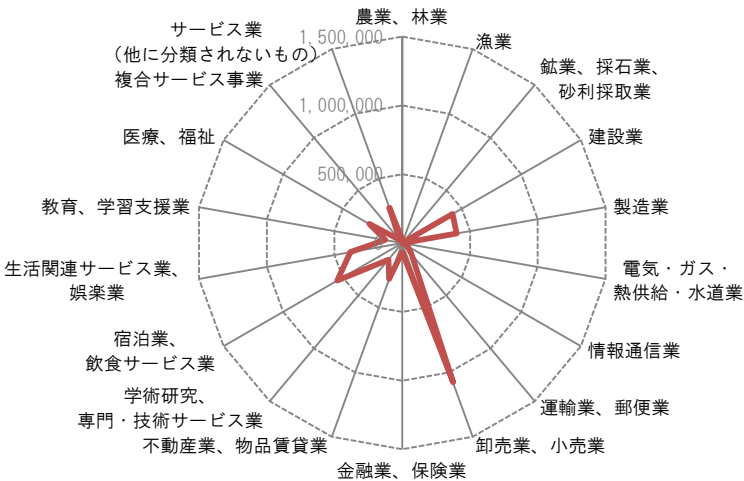 農業、林業
漁業
鉱業、採石業、
砂利採取業
建設業
製造業
電気・ガス・
熱供給・水道業
情報通信業
運輸業、郵便業
卸売業、小売業
金融業、保険業
不動産業、物品賃貸業
学術研究、
専門・技術サービス業
宿泊業、
飲食サービス業
生活関連サービス業、
娯楽業
教育、学習支援業
医療、福祉
複合サービス事業
サービス業
（他に分類されないもの）
1,500,000
1,000,000
500,000
0